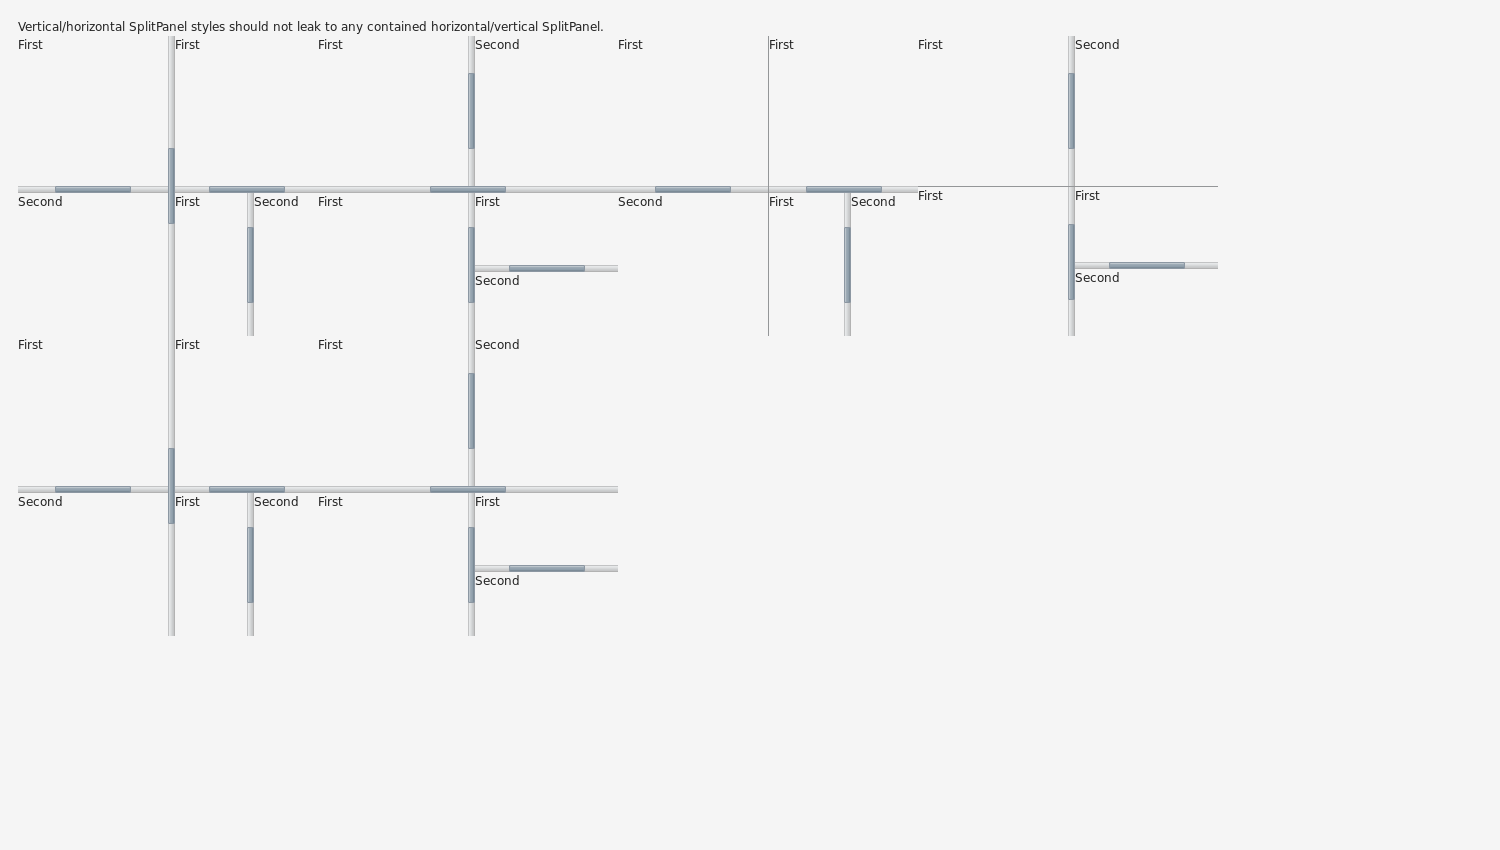 Vertical/horizontal SplitPanel styles should not leak to any contained horizontal/vertical SplitPanel.
First First First Second First First First Second
Second First Second First First Second First Second First First
Second Second
First First First Second
Second First Second First First
Second